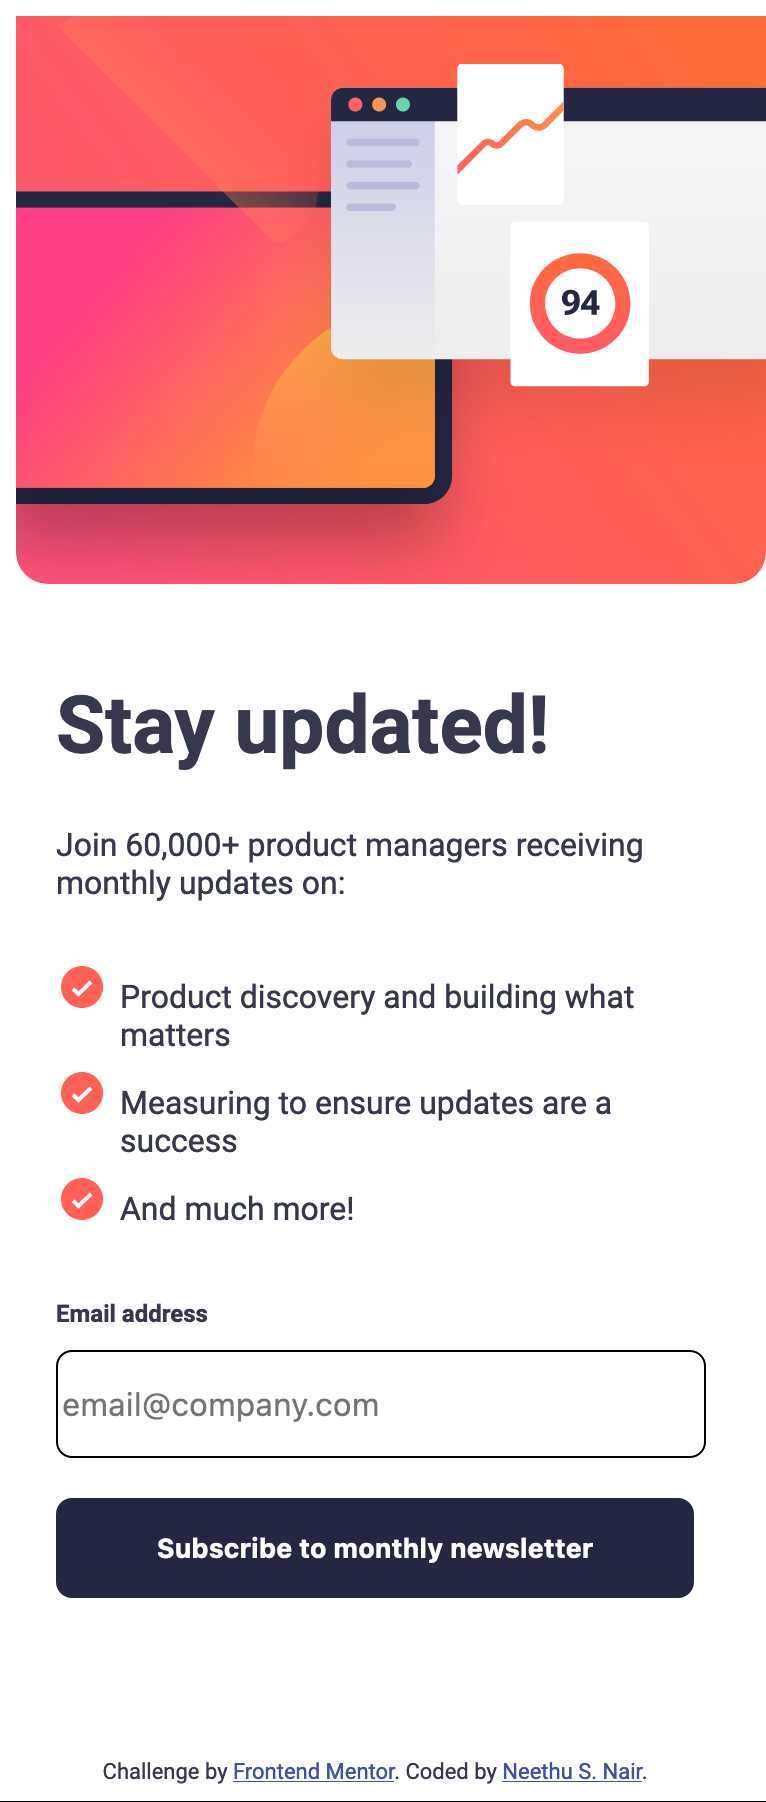 94
Stay updated!
Join 60,000+ product managers receiving
monthly updates on:
Product discovery and building what
matters
Measuring to ensure updates are a
success
And much more!
Email address
email@company.com
Subscribe to monthly newsletter
Challenge by Frontend Mentor. Coded by Neethu S. Nair.